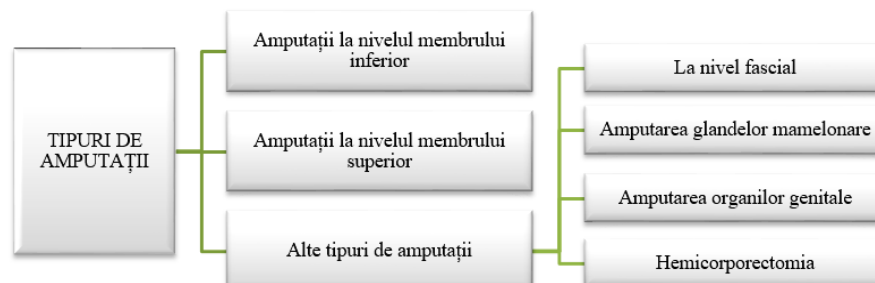 TIPURI DE
AMPUTAȚII
Amputații la nivelul membrului
inferior
Amputații la nivelul membrului
superior
Alte tipuri de amputații
La nivel fascial
Amputarea glandelor mamelonare
Amputarea organilor genitale
Hemicorporectomia